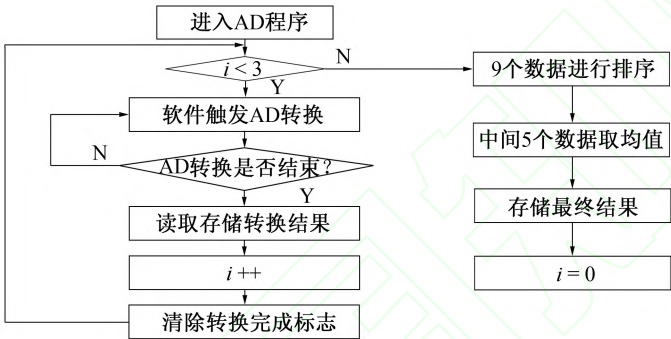 进入AD程序
i < 3
N
Y
软件触发AD转换
N
AD转换是否结束?
Y
读取存储转换结果
i ++
清除转换完成标志
9个数据进行排序
中间5个数据取均值
存储最终结果
i = 0